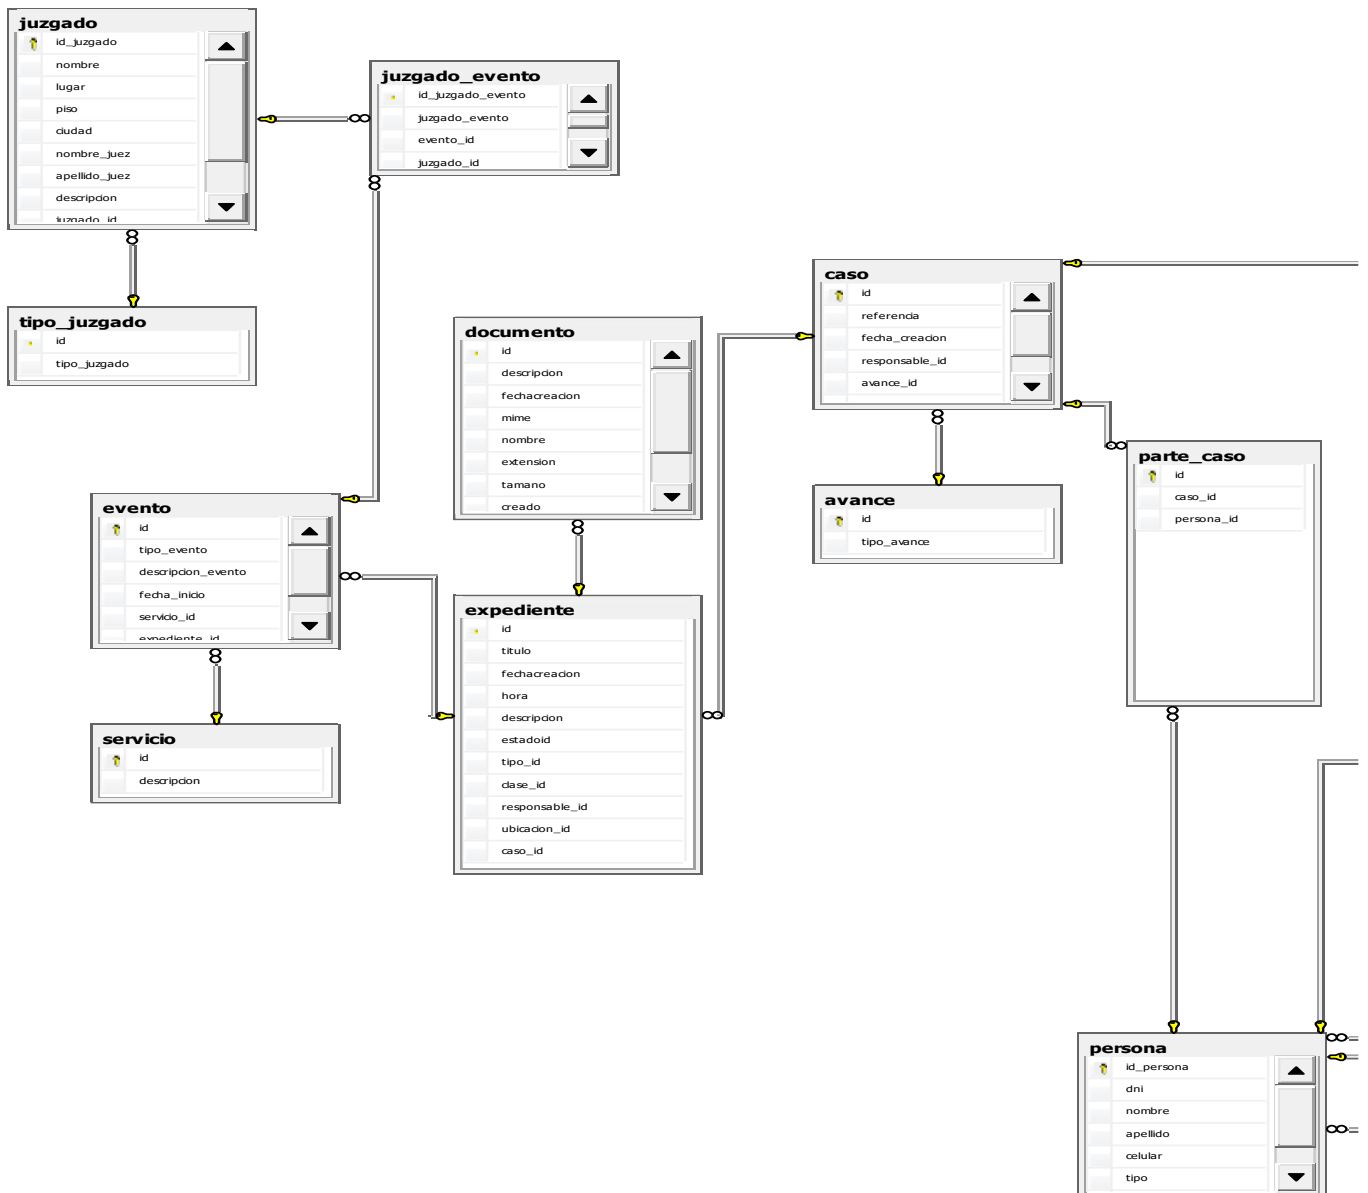 juzgado
id_juzgado
nombre
lugar
piso
ciudad
nombre_juez
apellido_juez
descripcion
juzgado_id
juzgado_evento
id_juzgado_evento
juzgado_evento
evento_id
juzgado_id
tipo_juzgado
id
tipo_juzgado
documento
id
descripcion
fechacreacion
mime
nombre
extension
tamano
creado
caso
id
referencia
fecha_creacion
responsable_id
avance_id
parte_caso
id
caso_id
persona_id
avance
id
tipo_avance
evento
id
tipo_evento
descripcion_evento
fecha_inicio
servicio_id
expediente_id
expediente
id
titulo
fechacreacion
hora
descripcion
estadoid
tipo_id
clase_id
responsable_id
ubicacion_id
caso_id
servicio
id
descripcion
persona
id_persona
dni
nombre
apellido
celular
tipo